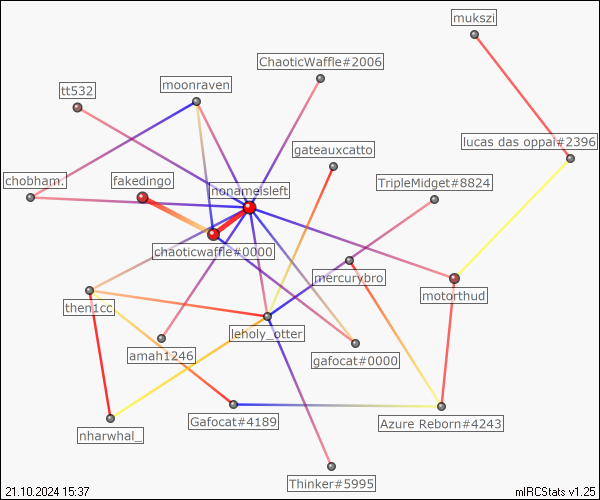 mukszi
ChaoticWaffle#2006
moonraven
tt532
lucas das oppai#2396
gateauxcatto
chobham.
fakedingo
nonameisleft
TripleMidget#8824
chaoticwaffle#0000
mercurybro
motorthud
then1cc
leholy_otter
amah1246
gafocat#0000
Gafocat#4189
Azure Reborn#4243
nharwhal_
Thinker#5995
21.10.2024 15:37
mIRCStats v1.25